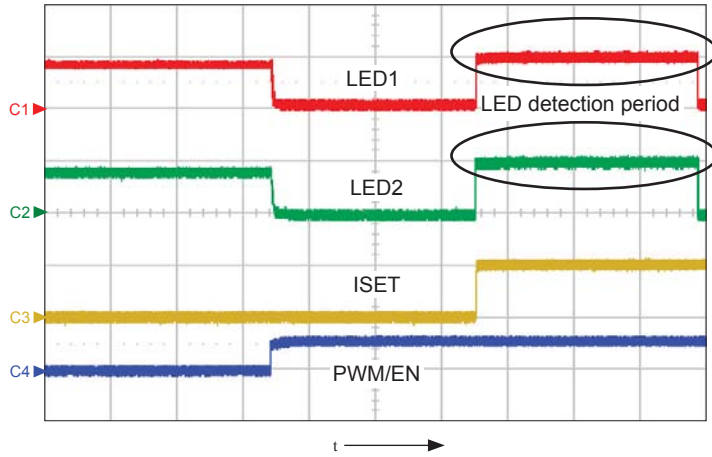 LED1
C1
LED detection period
LED2
C2
ISET
C3
C4
PWM/EN
t